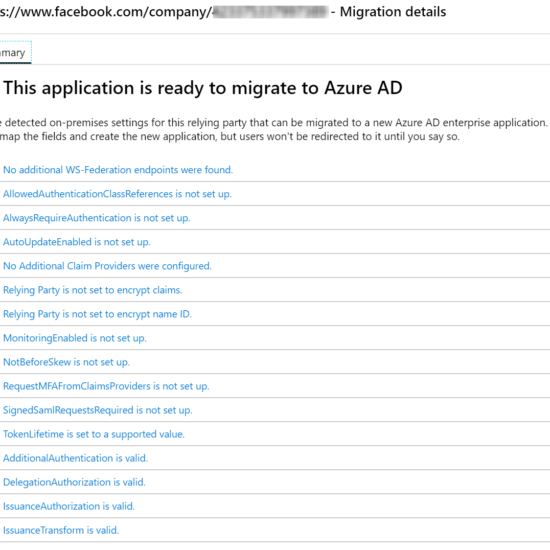 s://www.facebook.com/company/ - Migration details
nmary
This application is ready to migrate to Azure AD
e detected on-premises settings for this relying party that can be migrated to a new Azure AD enterprise application.
map the fields and create the new application, but users won't be redirected to it until you say so.
No additional WS-Federation endpoints were found.
AllowedAuthenticationClassReferences is not set up.
AlwaysRequireAuthentication is not set up.
AutoUpdateEnabled is not set up.
No Additional Claim Providers were configured.
Relying Party is not set to encrypt claims.
Relying Party is not set to encrypt name ID.
MonitoringEnabled is not set up.
NotBeforeSkew is not set up.
RequestMFAFromClaimsProviders is not set up.
SignedSamlRequestsRequired is not set up.
TokenLifetime is set to a supported value.
AdditionalAuthentication is valid.
DelegationAuthorization is valid.
IssuanceAuthorization is valid.
IssuanceTransform is valid.